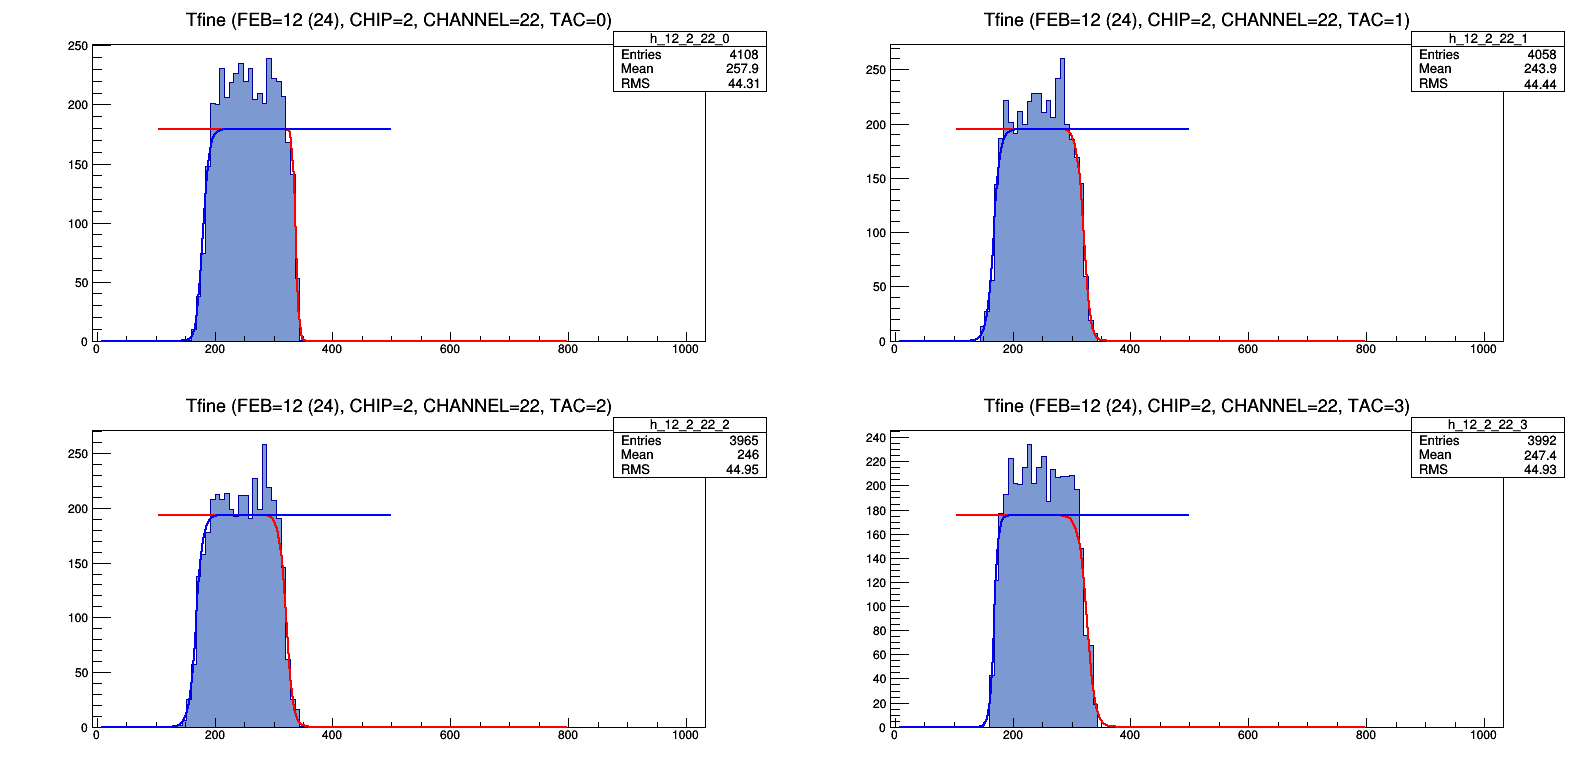 Tfine (FEB=12 (24), CHIP=2, CHANNEL=22, TAC=0)
h_12_2_22_0
Entries 4108
Mean 257.9
RMS 44.31
250
200
150
100
50
0
0 200 400 600 800 1000
Tfine (FEB=12 (24), CHIP=2, CHANNEL=22, TAC=1)
h_12_2_22_1
Entries 4058
Mean 243.9
RMS 44.44
250
200
150
100
50
0
0 200 400 600 800 1000
Tfine (FEB=12 (24), CHIP=2, CHANNEL=22, TAC=2)
h_12_2_22_2
Entries 3965
Mean 246
RMS 44.95
250
200
150
100
50
0
0 200 400 600 800 1000
Tfine (FEB=12 (24), CHIP=2, CHANNEL=22, TAC=3)
h_12_2_22_3
Entries 3992
Mean 247.4
RMS 44.93
240
220
200
180
160
140
120
100
80
60
40
20
0
0 200 400 600 800 1000